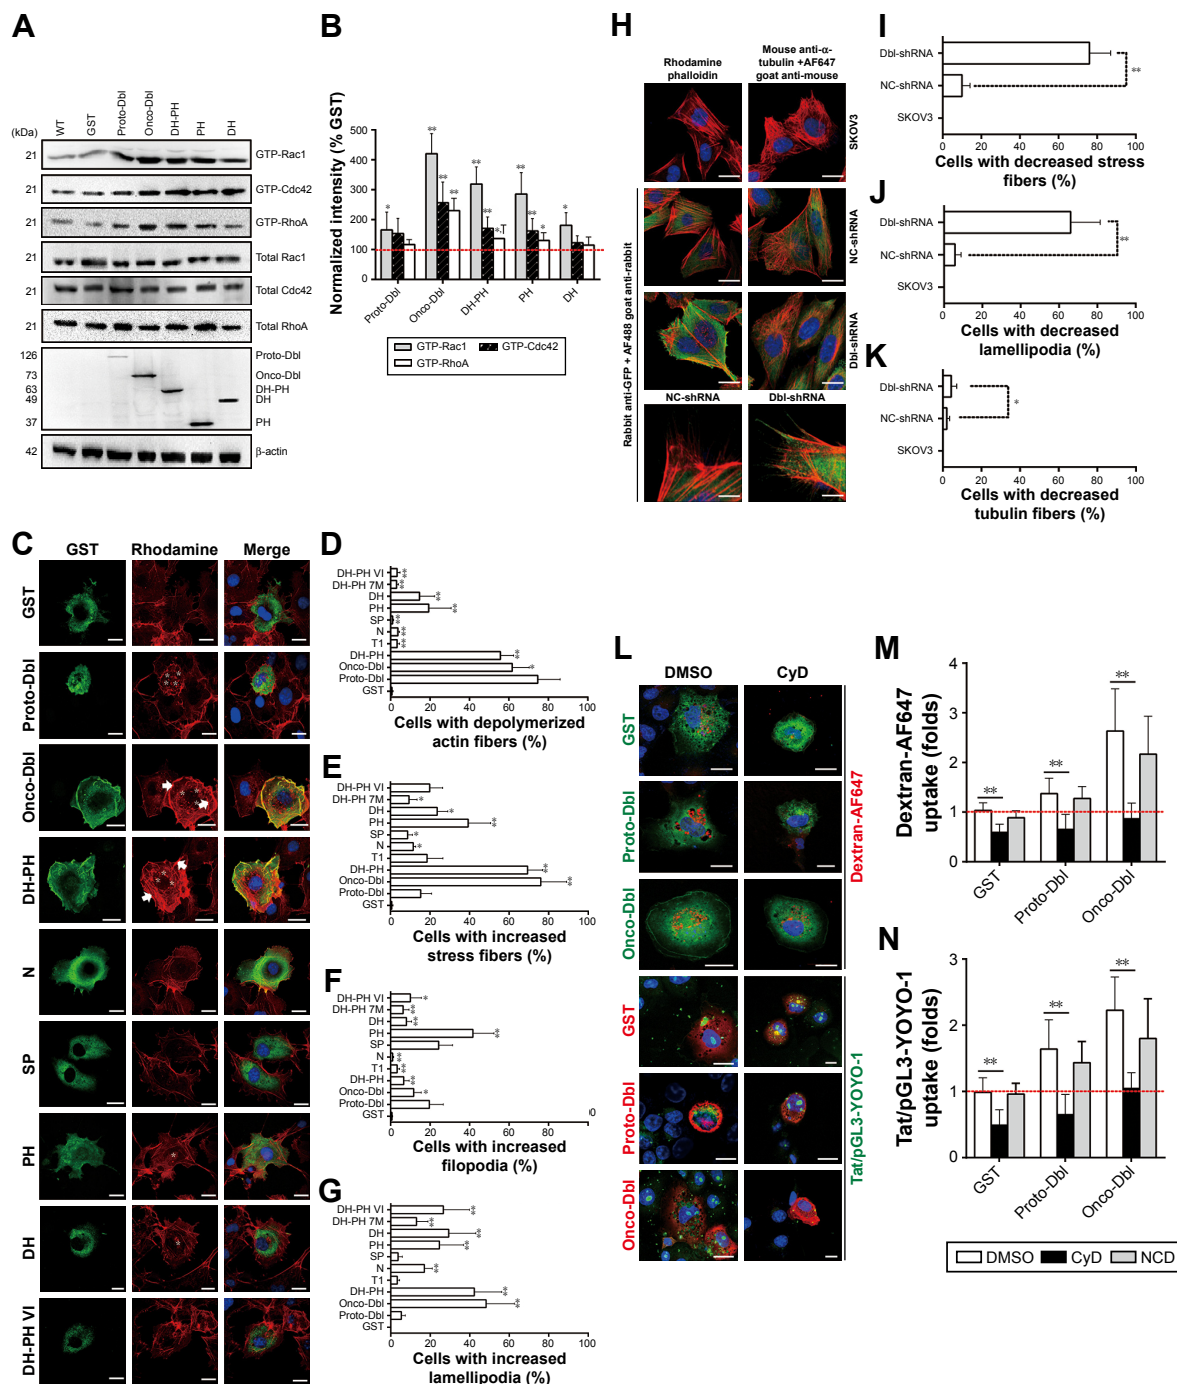 A
(kDa)
WT
GST
Proto-Dbl
Onco-Dbl
DH-PH
PH
DH
21
GTP-Rac1
21
GTP-Cdc42
21
GTP-RhoA
21
Total Rac1
21
Total Cdc42
21
Total RhoA
126
Proto-Dbl
73
Onco-Dbl
63
DH-PH
49
DH
37
PH
42
β-actin
B
Normalized intensity (% GST)
500
400
300
200
100
0
Proto-Dbl
Onco-Dbl
DH-PH
PH
DH
GTP-Rac1
GTP-Cdc42
GTP-RhoA
C
GST
Rhodamine
Merge
GST
Proto-Dbl
Onco-Dbl
DH-PH
N
SP
PH
DH
DH-PH VI
D
DH-PH VI
DH-PH 7M
DH
PH
SP
N
T1
DH-PH
Onco-Dbl
Proto-Dbl
GST
0 20 40 60 80 100
Cells with depolymerized
actin fibers (%)
E
DH-PH VI
DH-PH 7M
DH
PH
SP
N
T1
DH-PH
Onco-Dbl
Proto-Dbl
GST
0 20 40 60 80 100
Cells with increased
stress fibers (%)
F
DH-PH VI
DH-PH 7M
DH
PH
SP
N
T1
DH-PH
Onco-Dbl
Proto-Dbl
GST
0 20 40 60 80
Cells with increased
filopodia (%)
G
DH-PH VI
DH-PH 7M
DH
PH
SP
N
T1
DH-PH
Onco-Dbl
Proto-Dbl
GST
0 20 40 60 80 100
Cells with increased
lamellipodia (%)
H
Rhodamine
phalloidin
Mouse anti-α-
tubulin +AF647
goat anti-mouse
SKOV3
NC-shRNA
Dbl-shRNA
Rabbit anti-GFP + AF488 goat anti-rabbit
NC-shRNA
Dbl-shRNA
I
Dbl-shRNA
NC-shRNA
SKOV3
**
0 20 40 60 80 100
Cells with decreased stress
fibers (%)
J
Dbl-shRNA
NC-shRNA
SKOV3
**
0 20 40 60 80 100
Cells with decreased
lamellipodia (%)
K
Dbl-shRNA
NC-shRNA
SKOV3
*
0 20 40 60 80 100
Cells with decreased
tubulin fibers (%)
L
DMSO
CyD
GST
Proto-Dbl
Onco-Dbl
Dextran-AF647
GST
Proto-Dbl
Onco-Dbl
Tat/pGL3-YOYO-1
M
Dextran-AF647
uptake (folds)
4
3
2
1
0
**
**
**
GST
Proto-Dbl
Onco-Dbl
N
Tat/pGL3-YOYO-1
uptake (folds)
3
2
1
0
**
**
**
GST
Proto-Dbl
Onco-Dbl
DMSO
CyD
NCD